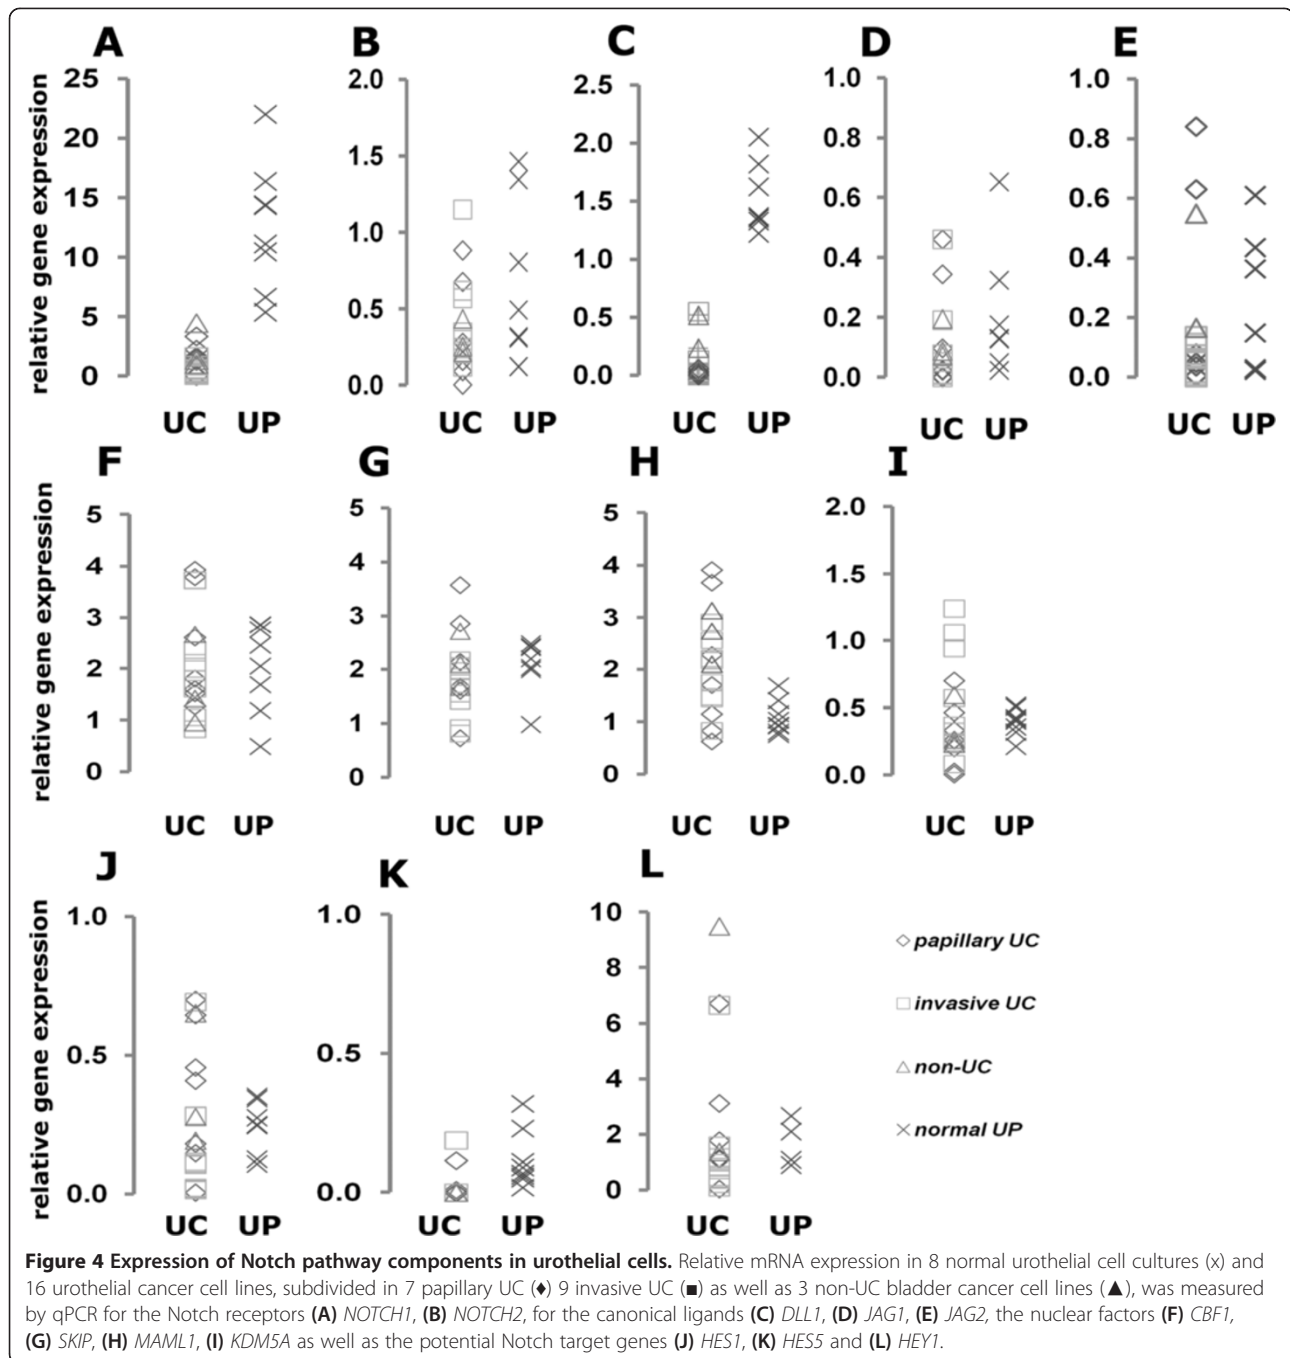 A
B
C
D
E
relative gene expression
25
20
15
10
5
0
UC UP
2.0
1.5
1.0
0.5
0.0
UC UP
2.5
2.0
1.5
1.0
0.5
0.0
UC UP
1.0
0.8
0.6
0.4
0.2
0.0
UC UP
1.0
0.8
0.6
0.4
0.2
0.0
UC UP
F
G
H
I
relative gene expression
5
4
3
2
1
0
UC UP
5
4
3
2
1
0
UC UP
5
4
3
2
1
0
UC UP
2.0
1.5
1.0
0.5
0.0
UC UP
J
K
L
relative gene expression
1.0
0.5
0.0
UC UP
1.0
0.5
0.0
UC UP
10
8
6
4
2
0
UC UP
papillary UC
invasive UC
non-UC
normal UP
Figure 4 Expression of Notch pathway components in urothelial cells. Relative mRNA expression in 8 normal urothelial cell cultures (x) and
16 urothelial cancer cell lines, subdivided in 7 papillary UC (♦) 9 invasive UC (■) as well as 3 non-UC bladder cancer cell lines (▲), was measured
by qPCR for the Notch receptors (A) NOTCH1, (B) NOTCH2, for the canonical ligands (C) DLL1, (D) JAG1, (E) JAG2, the nuclear factors (F) CBF1,
(G) SKIP, (H) MAML1, (I) KDM5A as well as the potential Notch target genes (J) HES1, (K) HES5 and (L) HEY1.